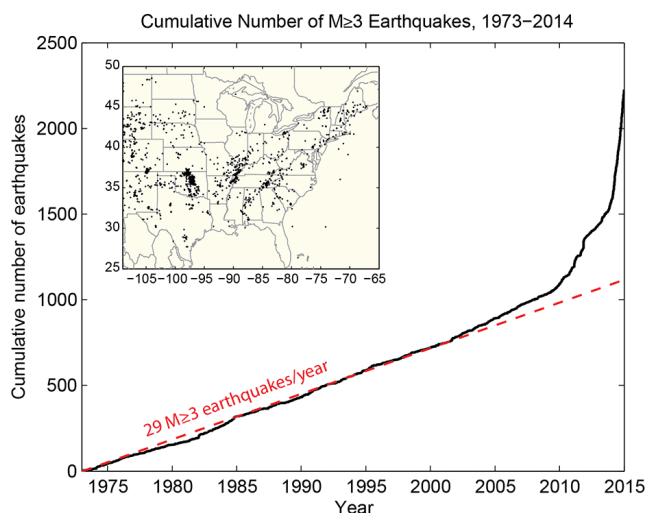 Cumulative Number of M≥3 Earthquakes, 1973−2014
2500
2000
1500
1000
500
0
Cumulative number of earthquakes
50
45
40
35
30
25
−105 −100 −95 −90 −85 −80 −75 −70 −65
29 M≥3 earthquakes/year
1975 1980 1985 1990 1995 2000 2005 2010 2015
Year